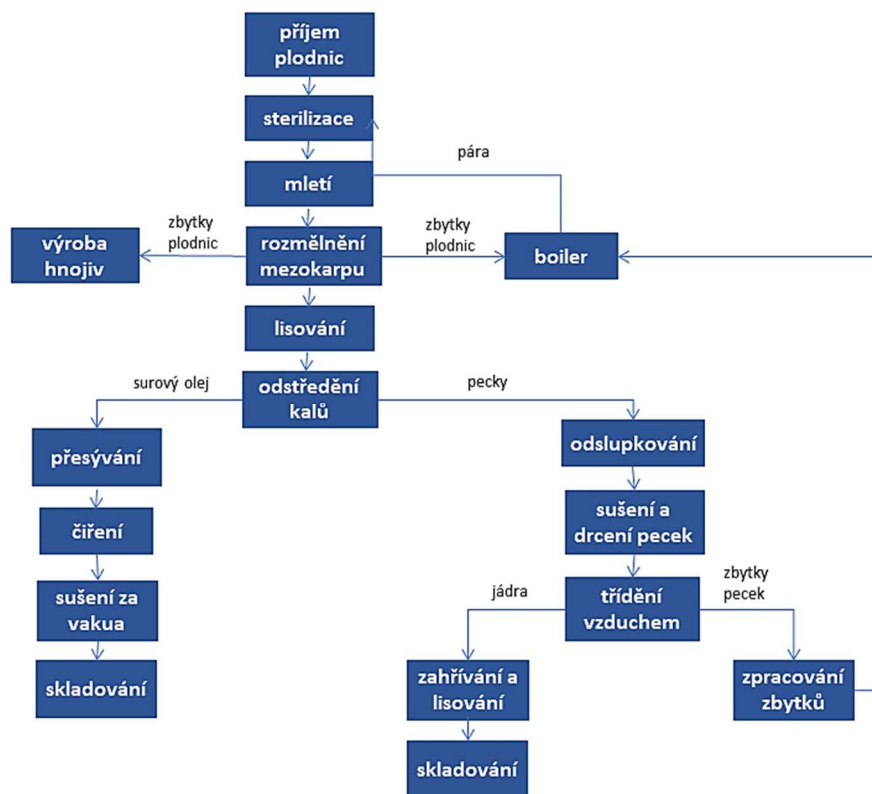 příjem
plodnic
sterilizace
pára
mletí
zbytky
plodnic
zbytky
plodnic
výroba
hnojiv
rozmělnění
mezokarpu
boiler
lisování
surový olej
odstředění
kalů
pecky
přesývání
odslupkování
čiření
sušení a
drcení pecek
sušení za
vakua
jádra
třídění
vzduchem
zbytky
pecek
skladování
zahřívání a
lisování
zpracování
zbytků
skladování